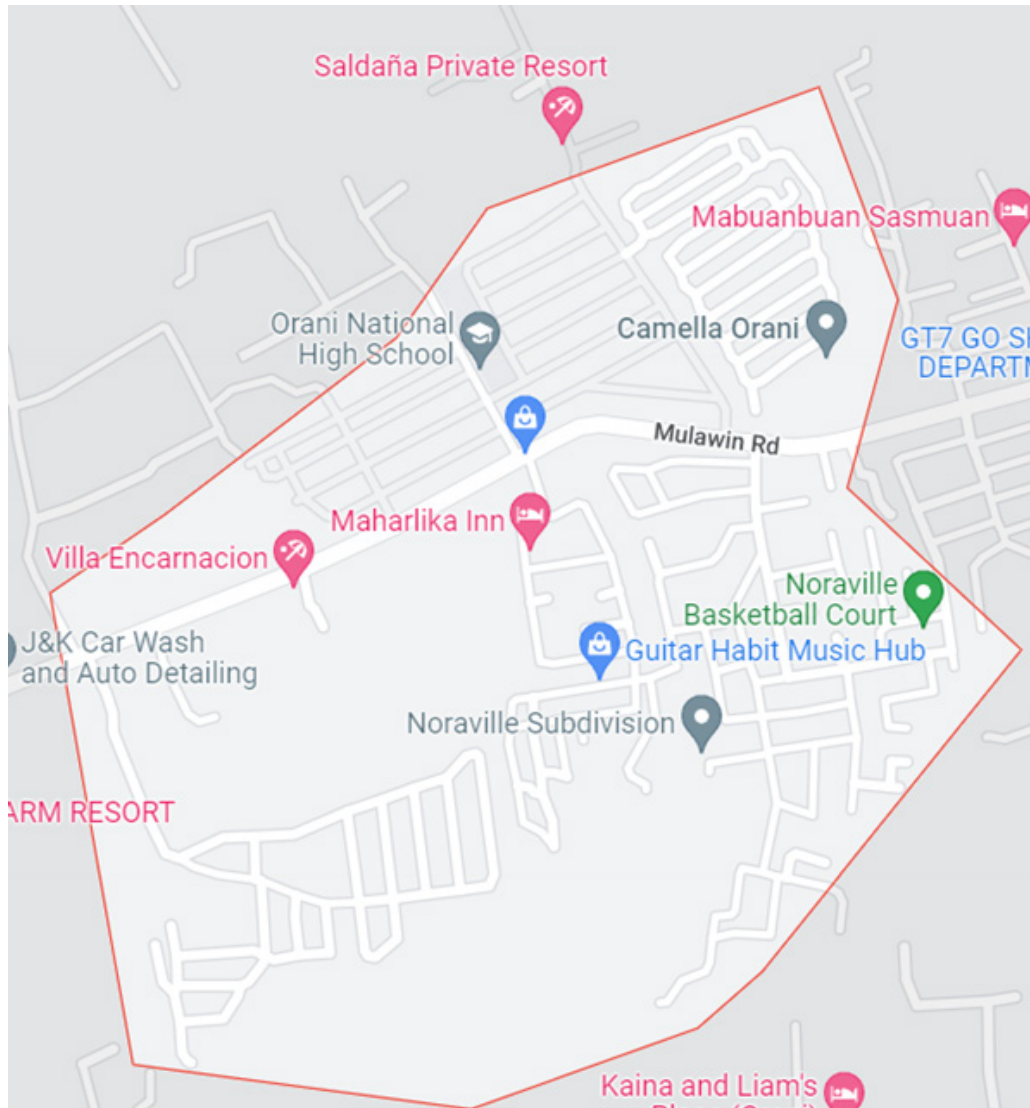 Saldaña Private Resort
Mabuanbuan Sasmuan
Orani National
High School
Camella Orani
GT7 GO
DEPARTM
Mulawin Rd
Maharlika Inn
Villa Encarnacion
Noraville
Basketball Court
J&K Car Wash
and Auto Detailing
Guitar Habit Music Hub
Noraville Subdivision
ARM RESORT
Kaina and Liam's